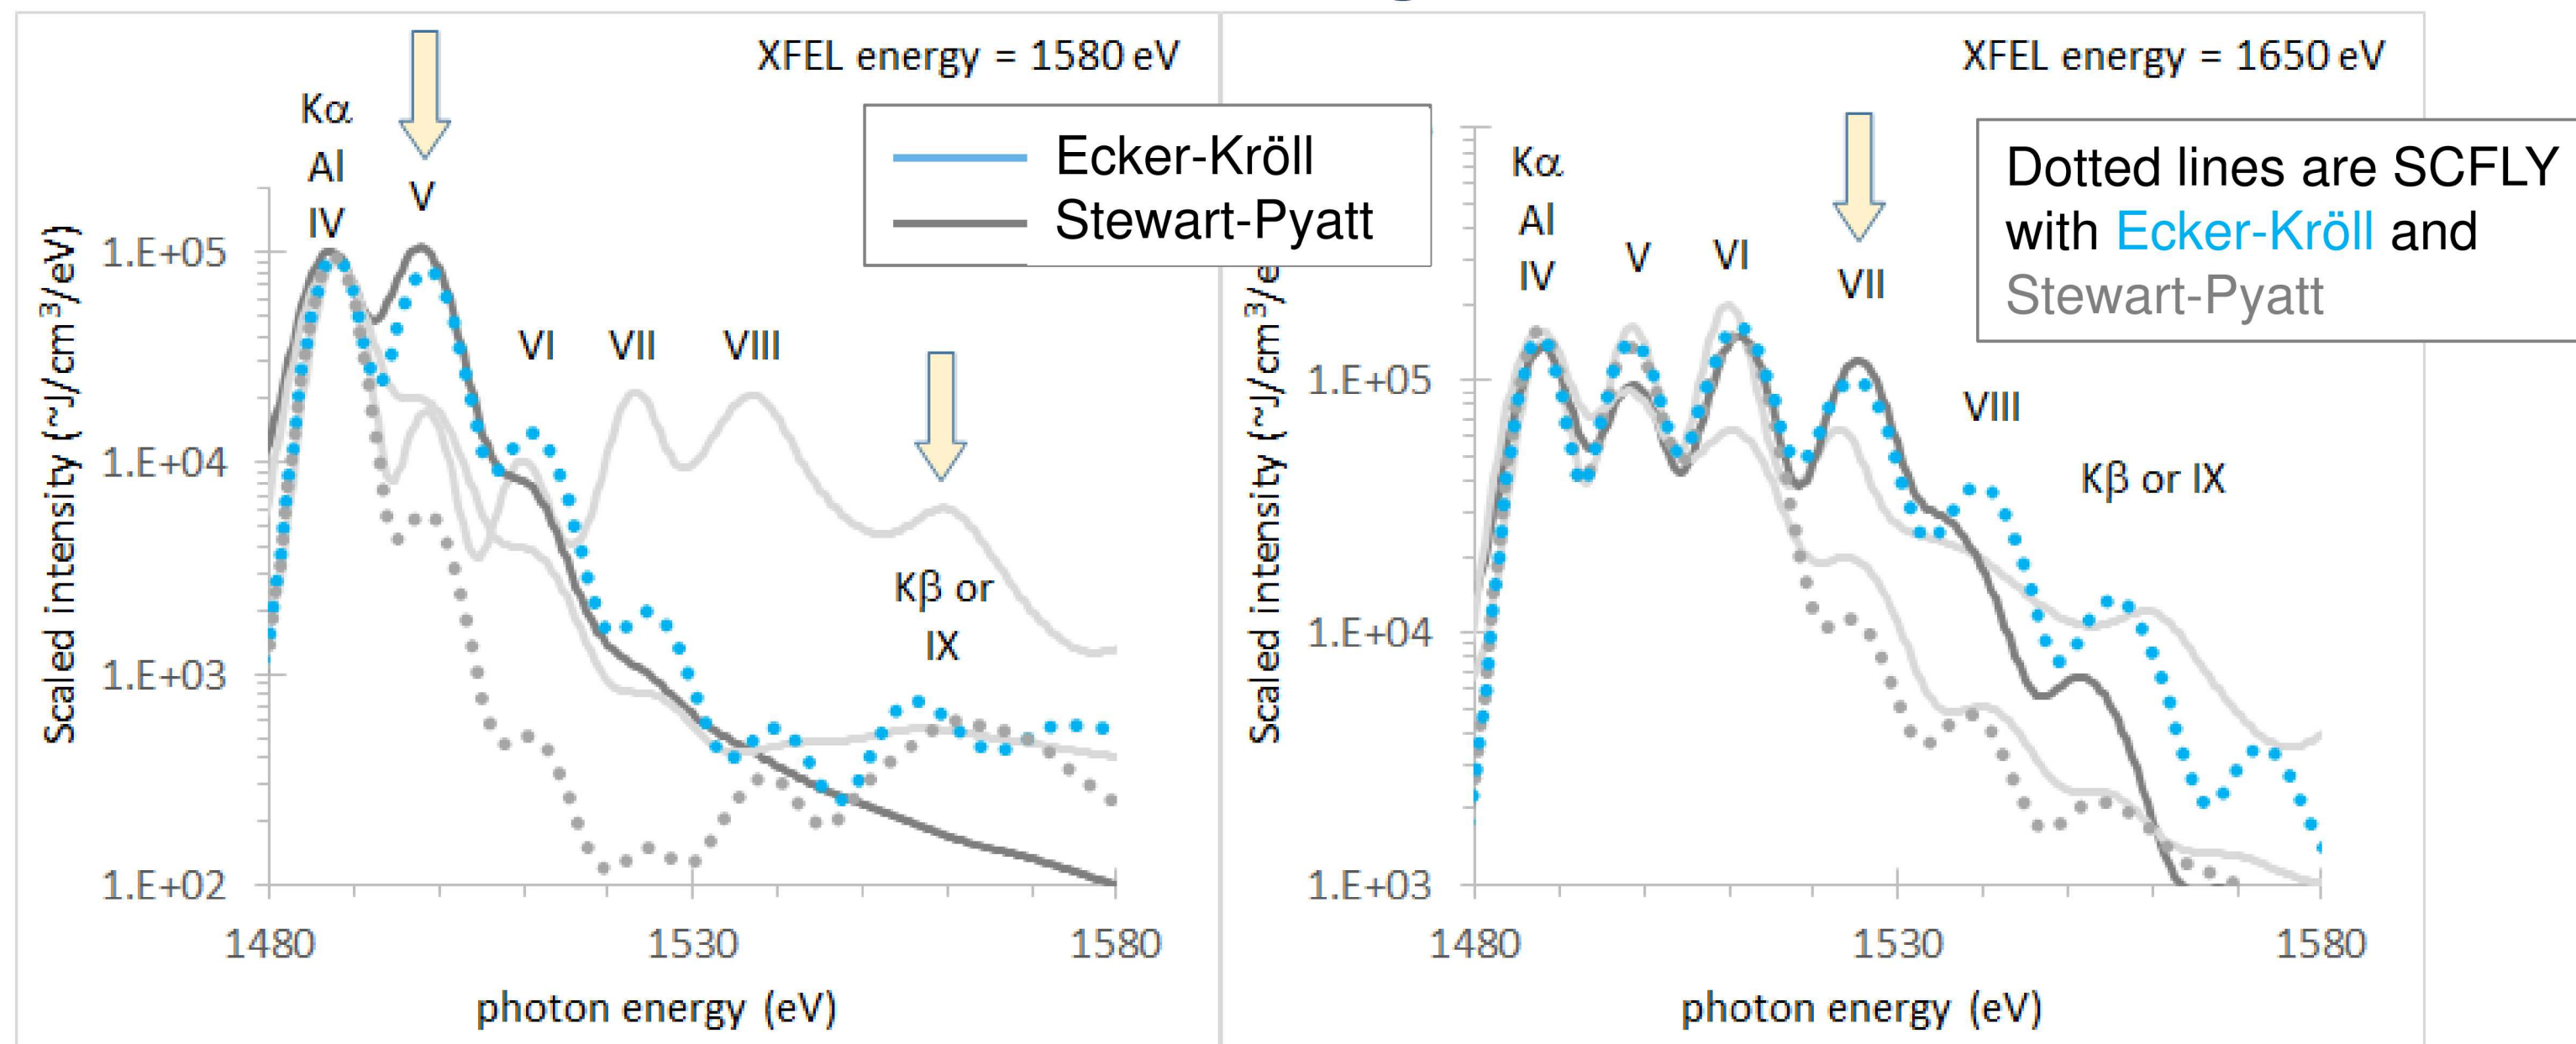 XFEL energy = 1580 eV
Kα
Al
IV
V
VI
VII
VIII
Kβ or
IX
Ecker-Kröll
Stewart-Pyatt
Scaled intensity (~J/cm³/eV)
1.E+05
1.E+04
1.E+03
1.E+02
1480
1530
1580
photon energy (eV)
XFEL energy = 1650 eV
Dotted lines are SCFLY
with Ecker-Kröll and
Stewart-Pyatt
Kα
Al
IV
V
VI
VII
VIII
Kβ or IX
Scaled intensity (~J/cm³/e
1.E+05
1.E+04
1.E+03
1480
1530
1580
photon energy (eV)